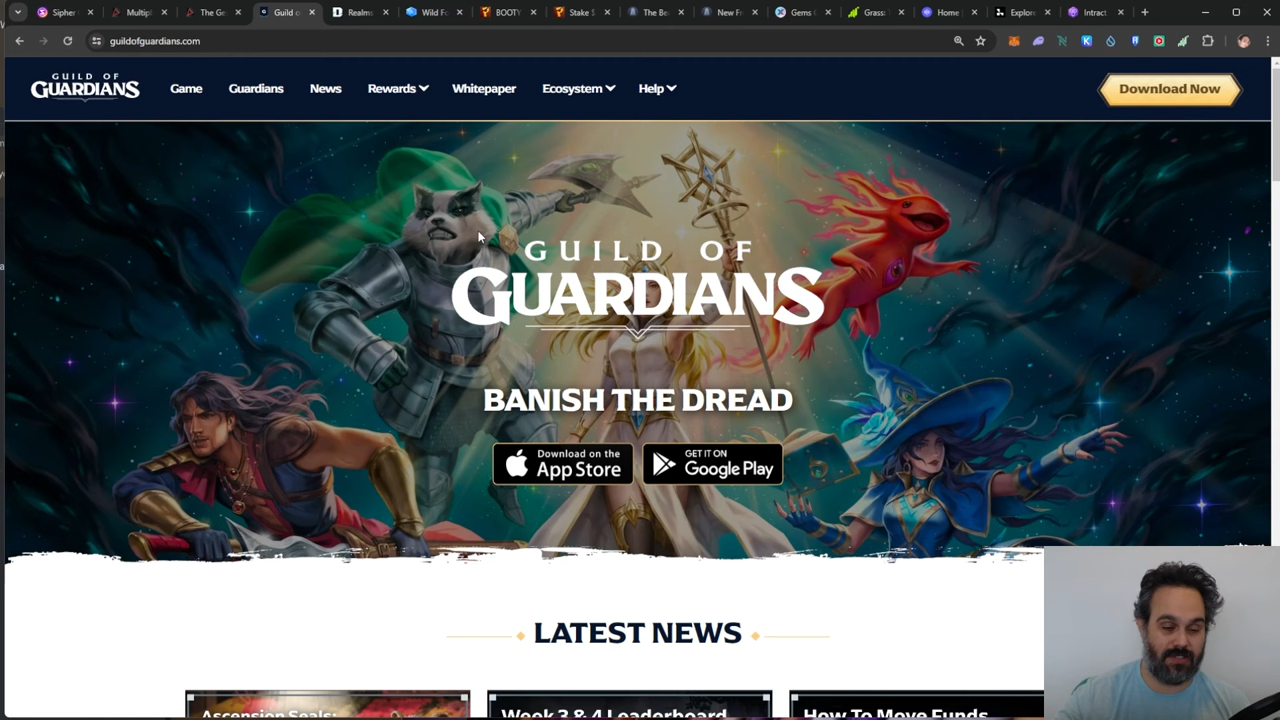 Sipher
Multipl
The Ge
Guild o
Realms
Wild Fo
BOOTY
Stake S
The Be
New Fr
Gems
Grass:
Home
Explore
Intract
guildofguardians.com
GUILD OF
GUARDIANS
Game
Guardians
News
Rewards
Whitepaper
Ecosystem
Help
Download Now
GUILD OF
GUARDIANS
BANISH THE DREAD
Download on the
App Store
GET IT ON
Google Play
LATEST NEWS
Ascension Seals:
Week 3 & 4 Leaderboard
How To Move Funds